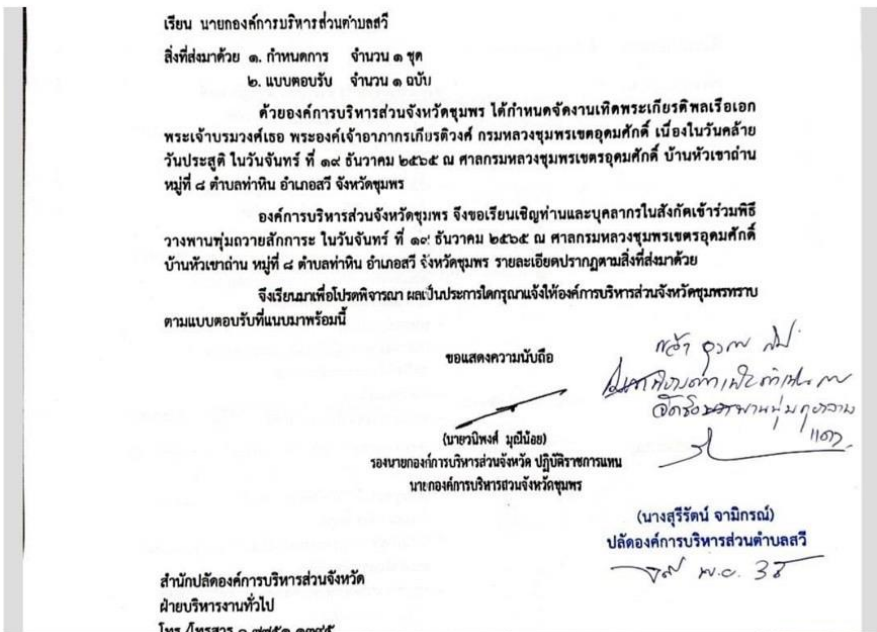 เรียน นายกองค์การบริหารส่วนตำบลสวี
สิ่งที่ส่งมาด้วย ๑. กำหนดการ จำนวน ๑ ชุด
๒. แบบตอบรับ จำนวน ๑ ฉบับ
ด้วยองค์การบริหารส่วนจังหวัดชุมพร ได้กำหนดจัดงานเทิดพระเกียรติพลเรือเอก
พระเจ้าบรมวงศ์เธอ พระองค์เจ้าอาภากรเกียรติวงศ์ กรมหลวงชุมพรเขตอุดมศักดิ์ เนื่องในวันคล้าย
วันประสูติ ในวันจันทร์ ที่ ๑๙ ธันวาคม ๒๕๖๕ ณ ศาลกรมหลวงชุมพรเขตรอุดมศักดิ์ บ้านหัวเขาถ่าน
หมู่ที่ ๘ ตำบลท่าหิน อำเภอสวี จังหวัดชุมพร
องค์การบริหารส่วนจังหวัดชุมพร จึงขอเรียนเชิญท่านและบุคลากรในสังกัดเข้าร่วมพิธี
วางพานพุ่มถวายสักการะ ในวันจันทร์ ที่ ๑๙ ธันวาคม ๒๕๖๕ ณ ศาลกรมหลวงชุมพรเขตรอุดมศักดิ์
บ้านหัวเขาถ่าน หมู่ที่ ๘ ตำบลท่าหิน อำเภอสวี จังหวัดชุมพร รายละเอียดปรากฏตามสิ่งที่ส่งมาด้วย
จึงเรียนมาเพื่อโปรดพิจารณา ผลเป็นประการใดกรุณาแจ้งให้องค์การบริหารส่วนจังหวัดชุมพรทราบ
ตามแบบตอบรับที่แนบมาพร้อมนี้
ขอแสดงความนับถือ
(นายวนิพงศ์ มุณีน้อย)
รองนายกองค์การบริหารส่วนจังหวัด ปฏิบัติราชการแทน
นายกองค์การบริหารส่วนจังหวัดชุมพร
(นางสุรีรัตน์ จามิกรณ์)
ปลัดองค์การบริหารส่วนตำบลสวี
สำนักปลัดองค์การบริหารส่วนจังหวัด
ฝ่ายบริหารงานทั่วไป